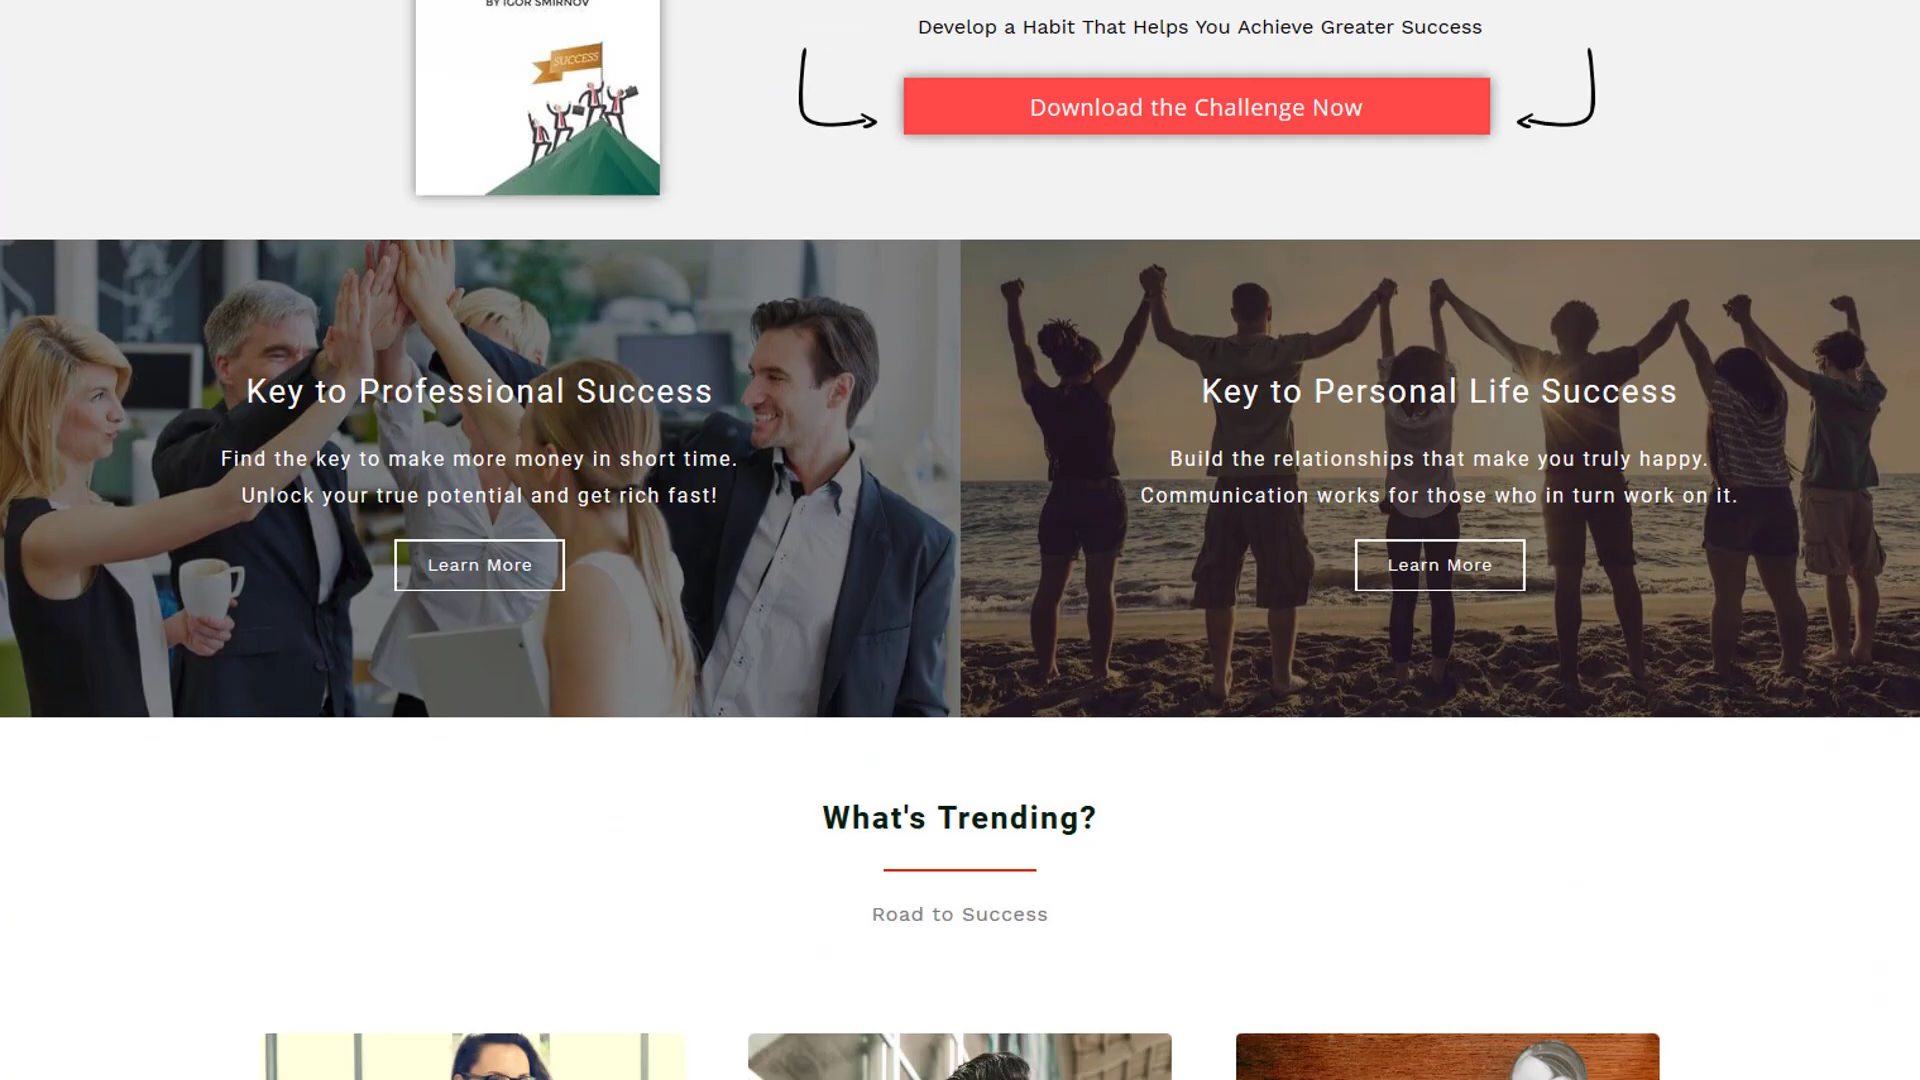 BY IGOR SMIRNOV
SUCCESS
Develop a Habit That Helps You Achieve Greater Success
Download the Challenge Now
Key to Professional Success
Find the key to make more money in short time.
Unlock your true potential and get rich fast!
Learn More
Key to Personal Life Success
Build the relationships that make you truly happy.
Communication works for those who in turn work on it.
Learn More
What's Trending?
Road to Success